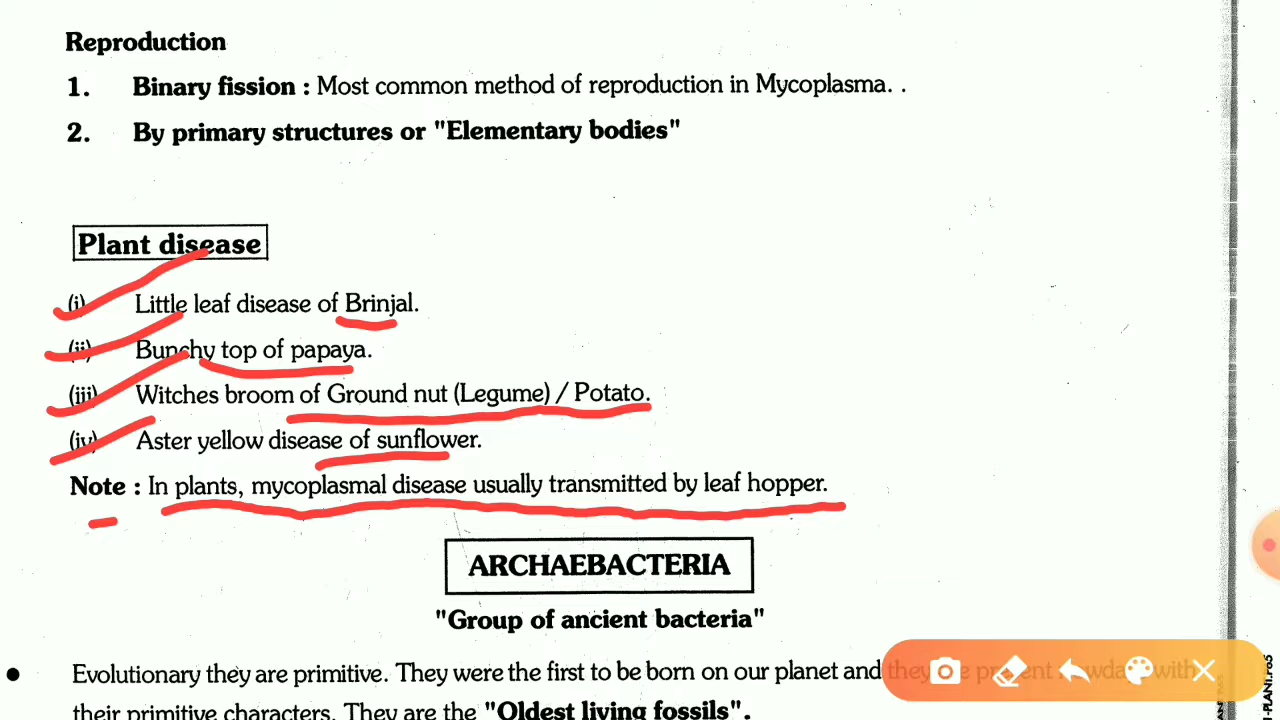 Reproduction
1. Binary fission : Most common method of reproduction in Mycoplasma. .
2. By primary structures or "Elementary bodies"
Plant disease
(i) Little leaf disease of Brinjal.
(ii) Bunchy top of papaya.
(iii) Witches broom of Ground nut (Legume) / Potato.
(iv) Aster yellow disease of sunflower.
Note : In plants, mycoplasmal disease usually transmitted by leaf hopper.
ARCHAEBACTERIA
"Group of ancient bacteria"
● Evolutionary they are primitive. They were the first to be born on our planet and they with
their primitive characters. They are the "Oldest living fossils".